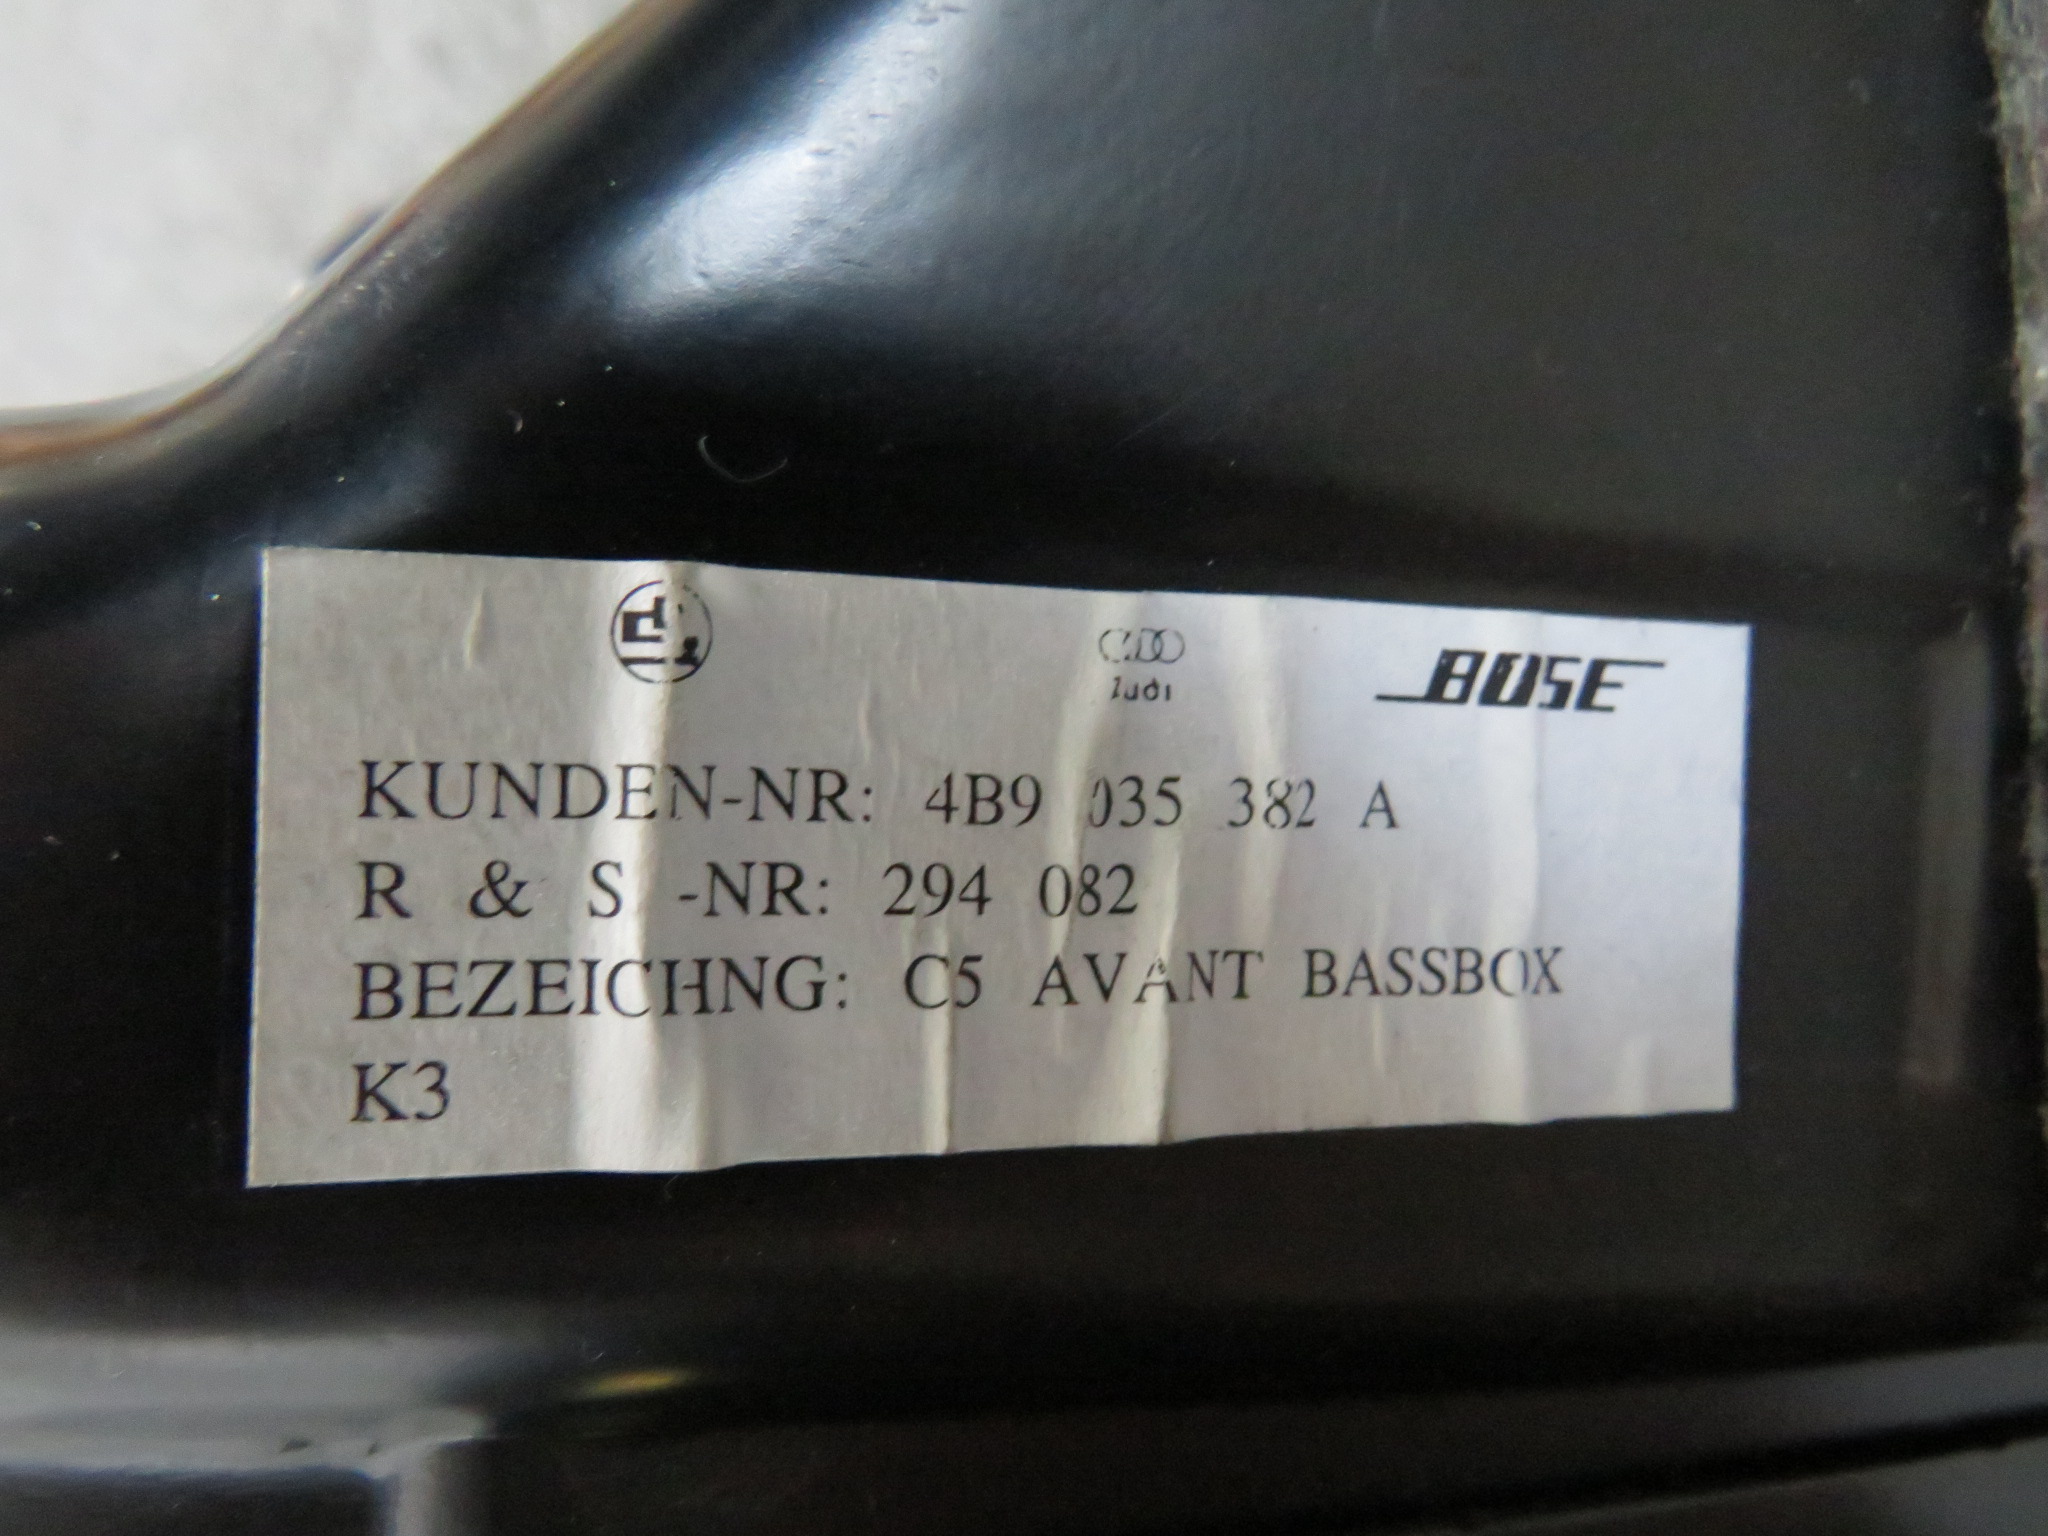 Audi BOSE
KUNDEN-NR: 4B9 035 382 A
R & S -NR: 294 082
BEZEICHNG: C5 AVANT BASSBOX
K3